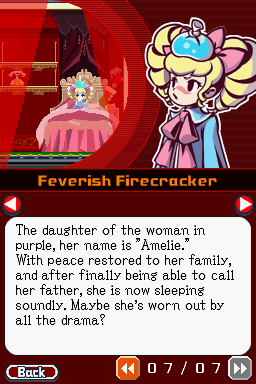 Feverish Firecracker
The daughter of the woman in
purple, her name is "Amelie."
With peace restored to her family,
and after finally being able to call
her father, she is now sleeping
soundly. Maybe she's worn out by
all the drama?
Back
07/07